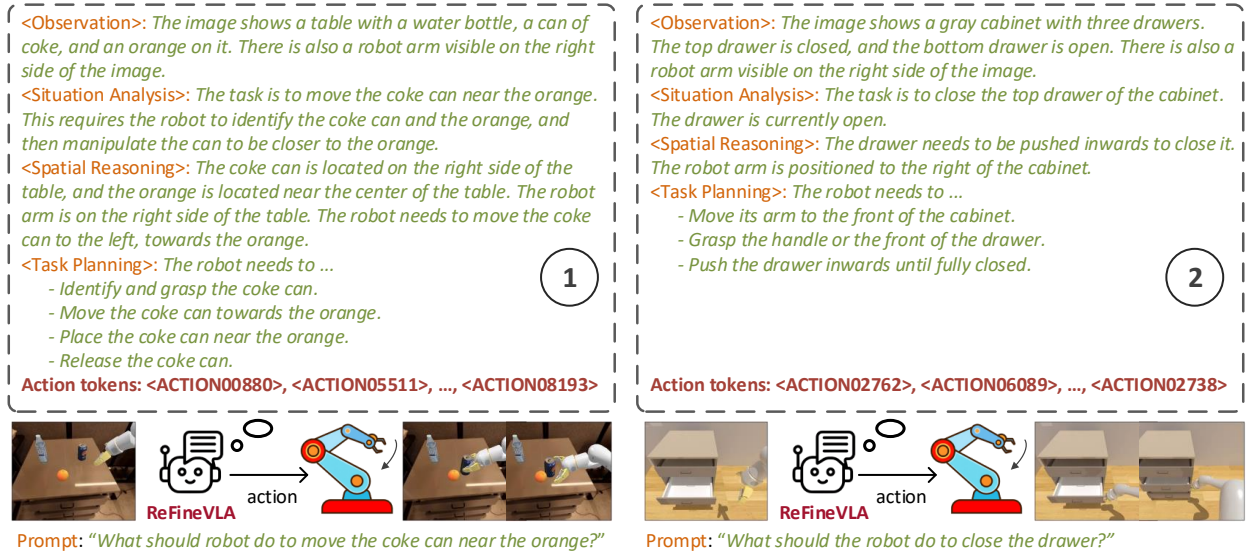 <Observation>: The image shows a table with a water bottle, a can of
coke, and an orange on it. There is also a robot arm visible on the right
side of the image.
<Situation Analysis>: The task is to move the coke can near the orange.
This requires the robot to identify the coke can and the orange, and
then manipulate the can to be closer to the orange.
<Spatial Reasoning>: The coke can is located on the right side of the
table, and the orange is located near the center of the table. The robot
arm is on the right side of the table. The robot needs to move the coke
can to the left, towards the orange.
<Task Planning>: The robot needs to ...
- Identify and grasp the coke can.
- Move the coke can towards the orange.
- Place the coke can near the orange.
- Release the coke can.
1
Action tokens: <ACTION00880>, <ACTION05511>, ..., <ACTION08193>
ReFineVLA
action
Prompt: “What should robot do to move the coke can near the orange?”
<Observation>: The image shows a gray cabinet with three drawers.
The top drawer is closed, and the bottom drawer is open. There is also a
robot arm visible on the right side of the image.
<Situation Analysis>: The task is to close the top drawer of the cabinet.
The drawer is currently open.
<Spatial Reasoning>: The drawer needs to be pushed inwards to close it.
The robot arm is positioned to the right of the cabinet.
<Task Planning>: The robot needs to ...
- Move its arm to the front of the cabinet.
- Grasp the handle or the front of the drawer.
- Push the drawer inwards until fully closed.
2
Action tokens: <ACTION02762>, <ACTION06089>, ..., <ACTION02738>
ReFineVLA
action
Prompt: “What should the robot do to close the drawer?”